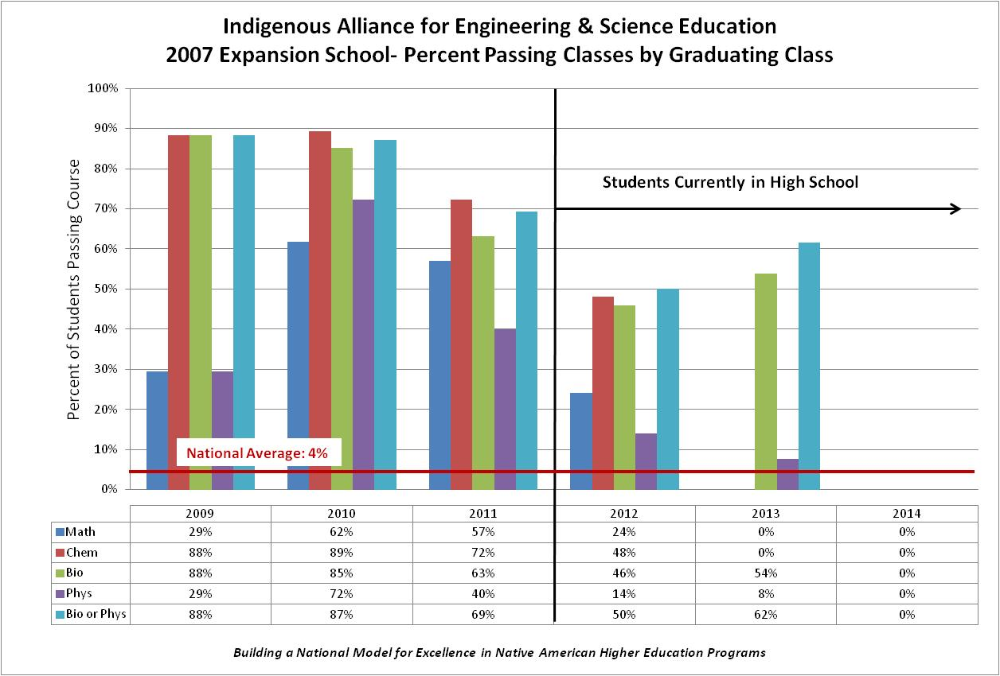 Indigenous Alliance for Engineering & Science Education
2007 Expansion School- Percent Passing Classes by Graduating Class
Percent of Students Passing Course
100%
90%
80%
70%
60%
50%
40%
30%
20%
10%
0%
Students Currently in High School
National Average: 4%
2009 2010 2011 2012 2013 2014
Math 29% 62% 57% 24% 0% 0%
Chem 88% 89% 72% 48% 0% 0%
Bio 88% 85% 63% 46% 54% 0%
Phys 29% 72% 40% 14% 8% 0%
Bio or Phys 88% 87% 69% 50% 62% 0%
Building a National Model for Excellence in Native American Higher Education Programs